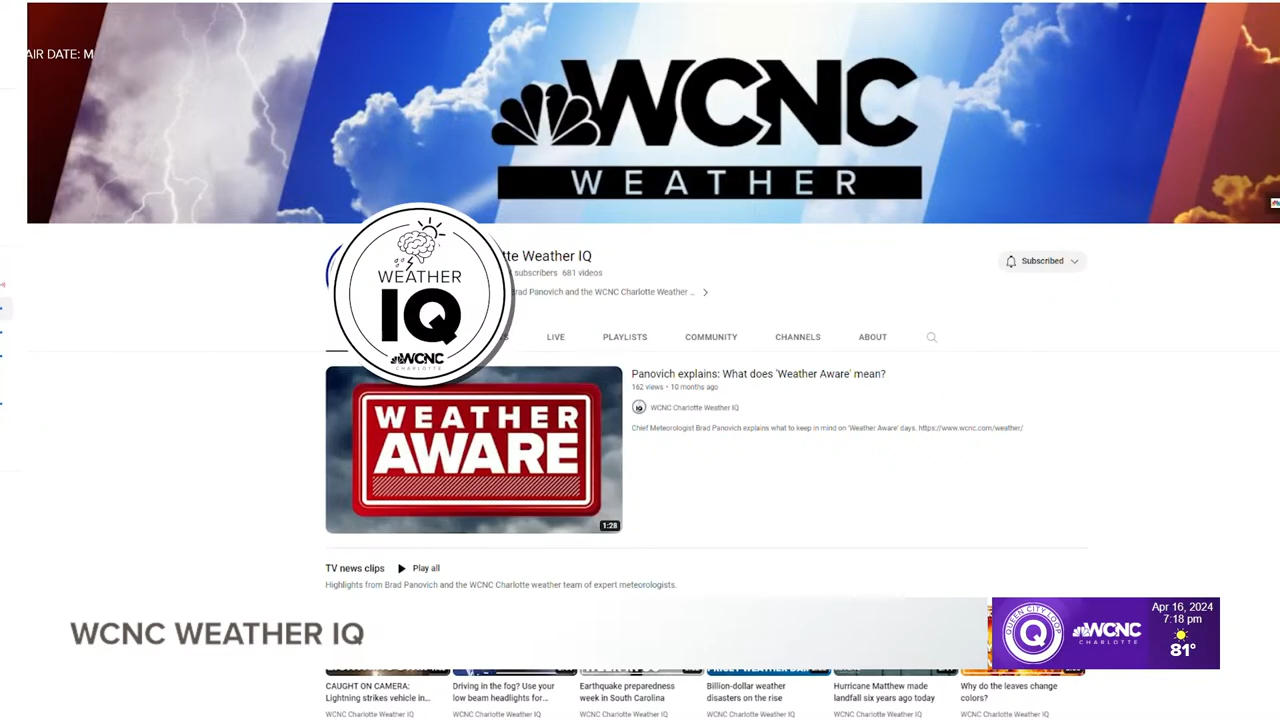 AIR DATE: M
WCNC
WEATHER
WEATHER
IQ
WCNC
CHARLOTTE
tte Weather IQ
subscribers 681 videos
Brad Panovich and the WCNC Charlotte Weather ...
Subscribed
LIVE
PLAYLISTS
COMMUNITY
CHANNELS
ABOUT
WEATHER
AWARE
1:28
Panovich explains: What does 'Weather Aware' mean?
162 views • 10 months ago
WCNC Charlotte Weather IQ
Chief Meteorologist Brad Panovich explains what to keep in mind on 'Weather Aware' days. https://www.wcnc.com/weather/
TV news clips
Play all
Highlights from Brad Panovich and the WCNC Charlotte weather team of expert meteorologists.
WCNC WEATHER IQ
QUEEN CITY LOOP
Q
WCNC
CHARLOTTE
Apr 16, 2024
7:18 pm
81°
CAUGHT ON CAMERA:
Lightning strikes vehicle in...
WCNC Charlotte Weather IQ
Driving in the fog? Use your
low beam headlights for...
WCNC Charlotte Weather IQ
Earthquake preparedness
week in South Carolina
WCNC Charlotte Weather IQ
Billion-dollar weather
disasters on the rise
WCNC Charlotte Weather IQ
Hurricane Matthew made
landfall six years ago today
WCNC Charlotte Weather IQ
Why do the leaves change
colors?
WCNC Charlotte Weather IQ